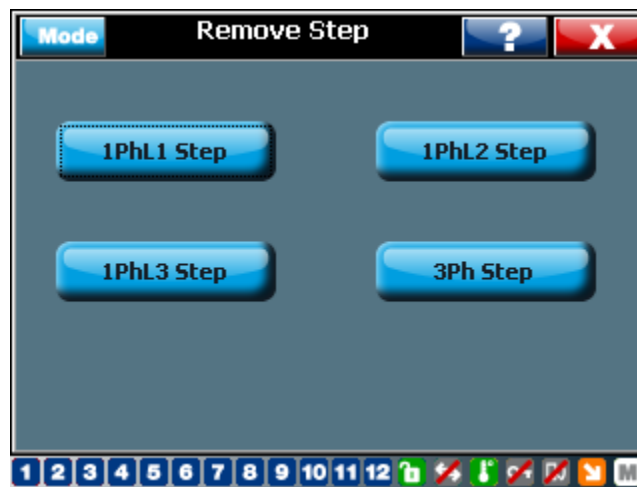 Mode Remove Step ? X
1PhL1 Step 1PhL2 Step
1PhL3 Step 3Ph Step
1 2 3 4 5 6 7 8 9 10 11 12 M